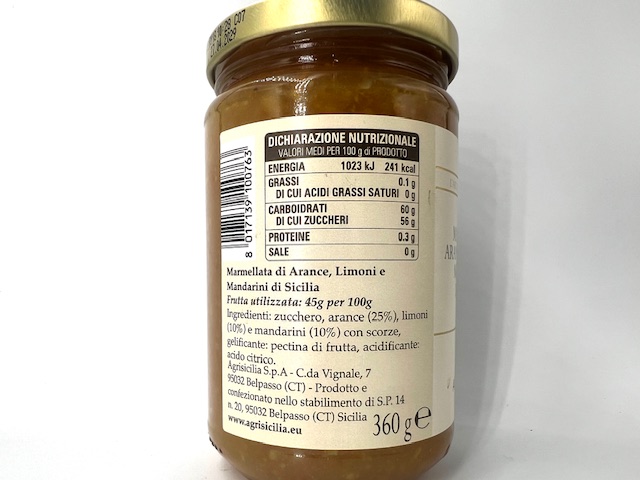 DICHIARAZIONE NUTRIZIONALE
VALORI MEDI PER 100 g di PRODOTTO
ENERGIA 1023 kJ 241 kcal
GRASSI 0.1 g
DI CUI ACIDI GRASSI SATURI 0 g
CARBOIDRATI 60 g
DI CUI ZUCCHERI 56 g
PROTEINE 0.3 g
SALE 0 g
8 017139 100763
Marmellata di Arance, Limoni e
Mandarini di Sicilia
Frutta utilizzata: 45g per 100g
Ingredienti: zucchero, arance (25%), limoni
(10%) e mandarini (10%) con scorze,
gelificante: pectina di frutta, acidificante:
acido citrico.
Agrisicilia S.p.A - C.da Vignale, 7
95032 Belpasso (CT) - Prodotto e
confezionato nello stabilimento di S.P. 14
n. 20, 95032 Belpasso (CT) Sicilia
www.agrisicilia.eu
360 g e